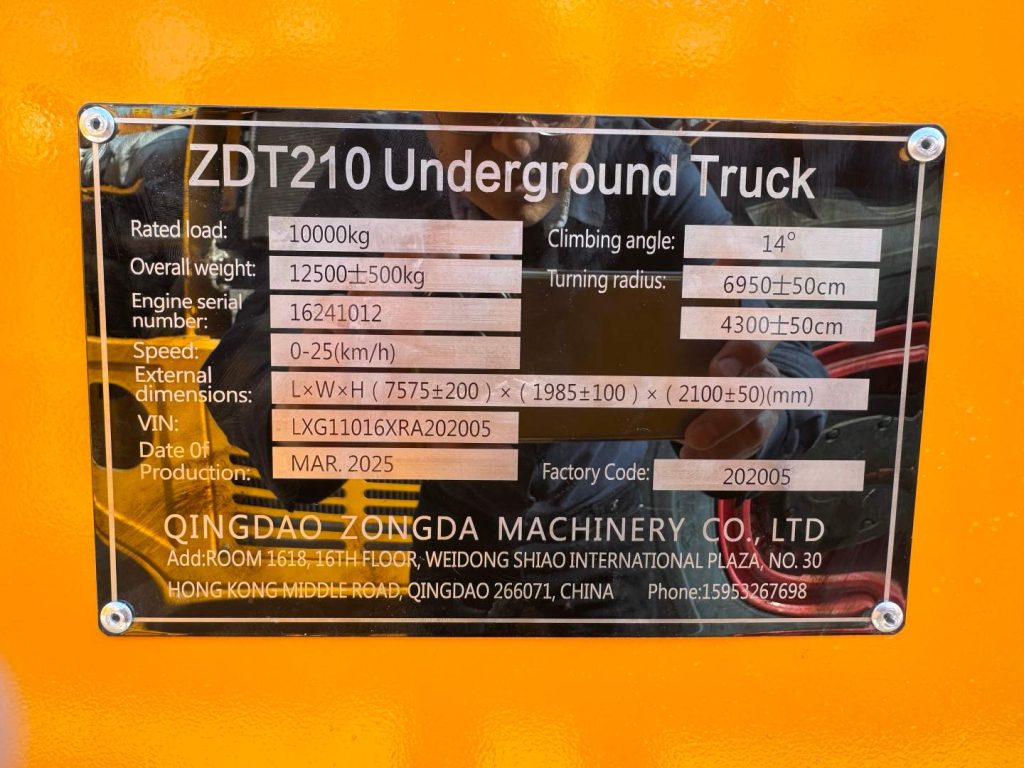 ZDT210 Underground Truck
Rated load: 10000kg Climbing angle: 14°
Overall weight: 12500±500kg Turning radius: 6950±50cm
Engine serial number: 16241012 4300±50cm
Speed: 0-25(km/h)
External dimensions: L×W×H ( 7575±200 ) × ( 1985±100 ) × ( 2100±50)(mm)
VIN: LXG11016XRA202005
Date Of Production: MAR. 2025 Factory Code: 202005
QINGDAO ZONGDA MACHINERY CO., LTD
Add:ROOM 1618, 16TH FLOOR, WEIDONG SHIAO INTERNATIONAL PLAZA, NO. 30
HONG KONG MIDDLE ROAD, QINGDAO 266071, CHINA Phone:15953267698